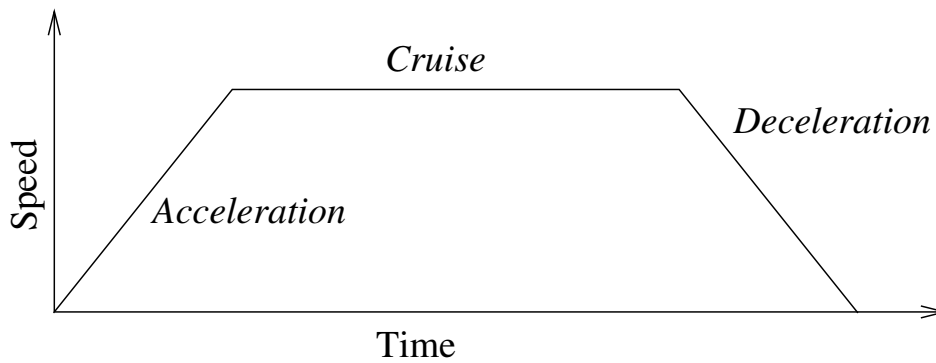 Cruise
Deceleration
Speed
Acceleration
Time